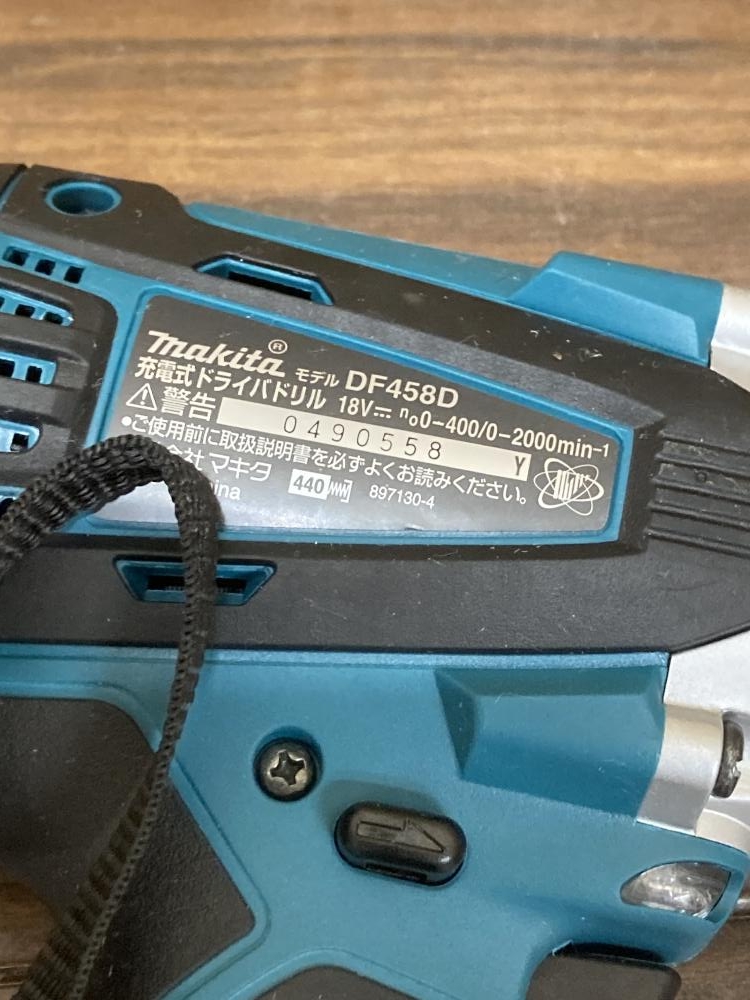 makita® モデル DF458D
充電式ドライバドリル 18V⎓ n₀0-400/0-2000min⁻¹
⚠警告 0490558 Y
●ご使用前に取扱説明書を必ずよくお読みください。
会社 マキタ
440 897130-4